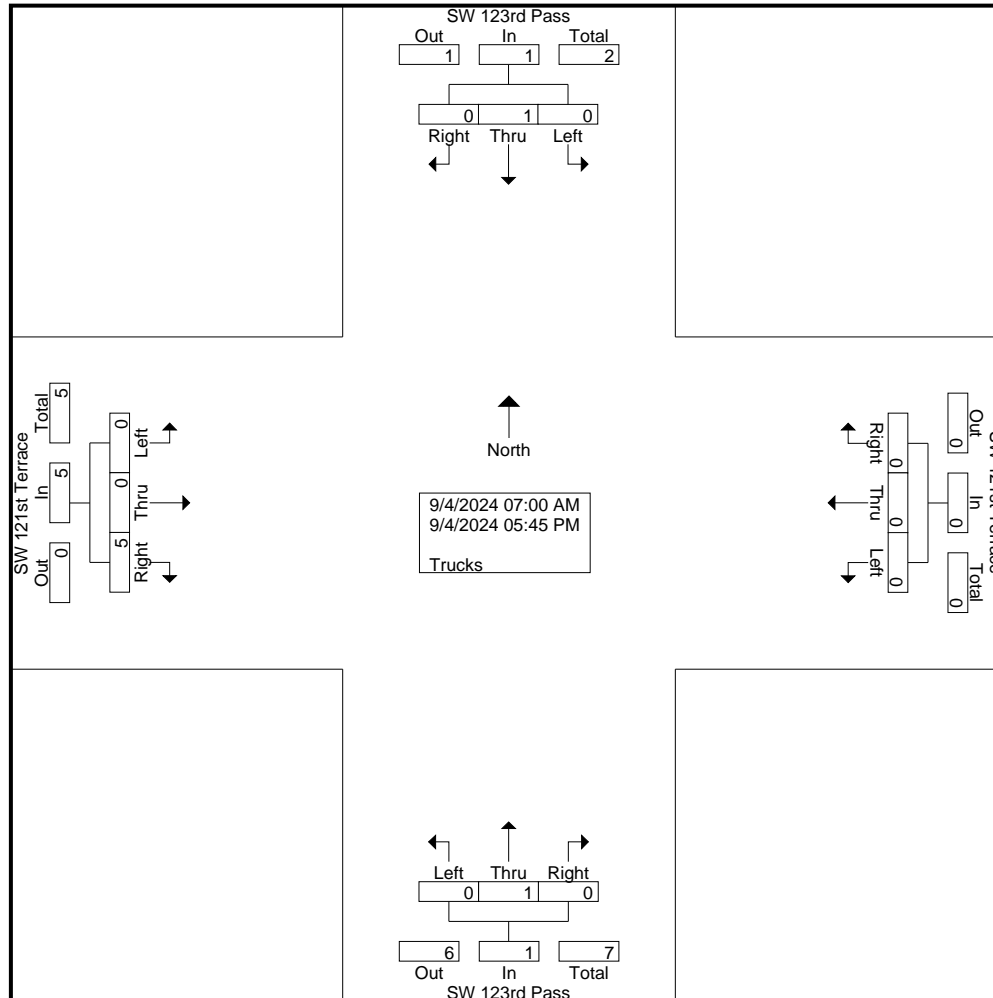 SW 123rd Pass
Out In Total
1 1 2
0 1 0
Right Thru Left
SW 121st Terrace
Total In Out
5 5 0
0 0 5
Left Thru Right
North
9/4/2024 07:00 AM
9/4/2024 05:45 PM
Trucks
Right Thru Left
0 0 0
Out In Total
0 0 0
Left Thru Right
0 1 0
6 1 7
Out In Total
SW 123rd Pass